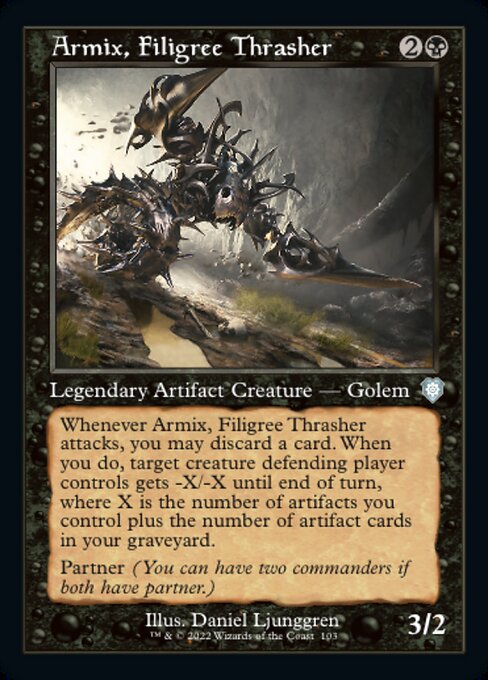 Armix, Filigree Thrasher 2
Legendary Artifact Creature — Golem
Whenever Armix, Filigree Thrasher
attacks, you may discard a card. When
you do, target creature defending player
controls gets -X/-X until end of turn,
where X is the number of artifacts you
control plus the number of artifact cards
in your graveyard.
Partner (You can have two commanders if
both have partner.)
Illus. Daniel Ljunggren
™ & © 2022 Wizards of the Coast 103
3/2